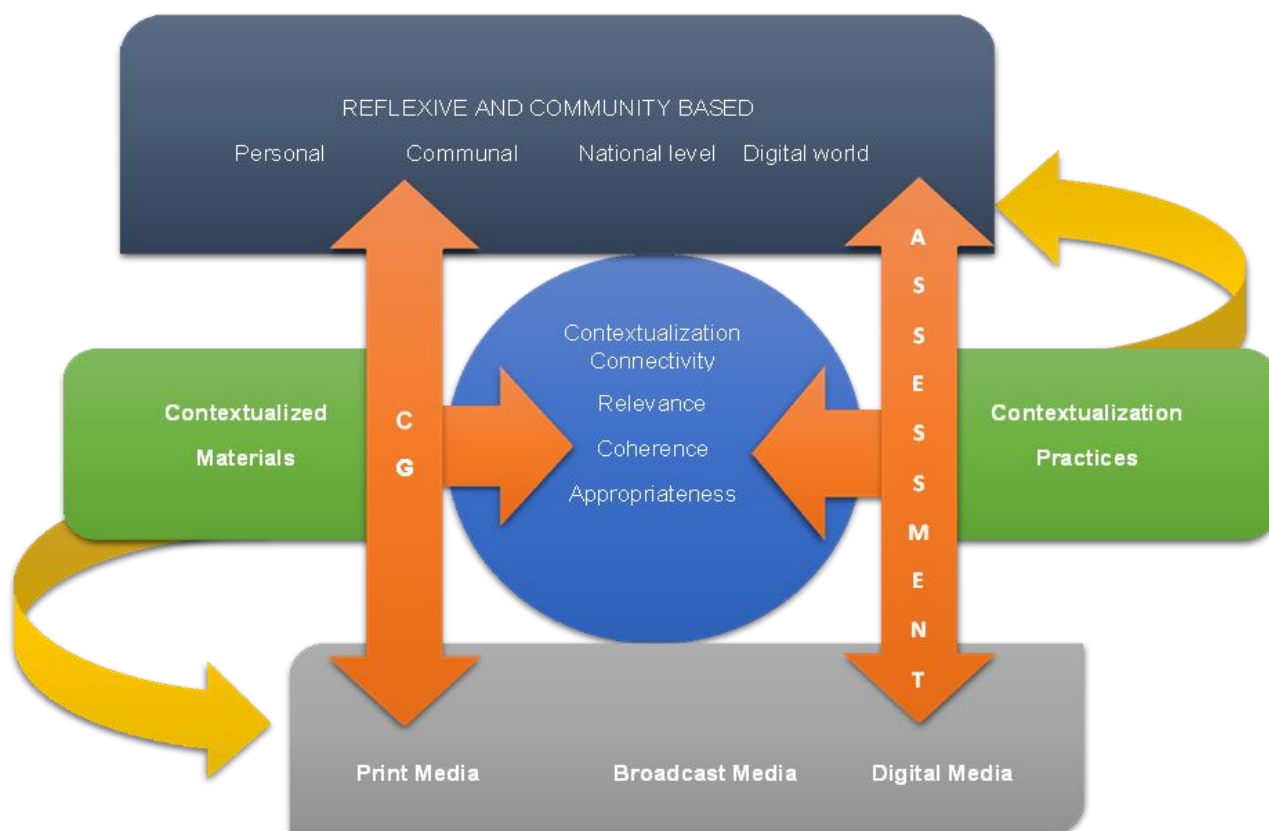 REFLEXIVE AND COMMUNITY BASED
Personal Communal National level Digital world
Contextualized
Materials
C
G
Contextualization
Connectivity
Relevance
Coherence
Appropriateness
A
S
S
E
S
S
M
E
N
T
Contextualization
Practices
Print Media Broadcast Media Digital Media